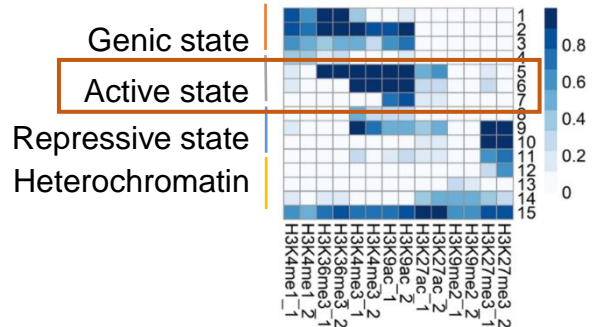 Genic state
Active state
Repressive state
Heterochromatin
1
2
3
4
5
6
7
8
9
10
11
12
13
14
15
0.8
0.6
0.4
0.2
0
H3K4me1_1
H3K4me1_2
H3K36me3_1
H3K36me3_2
H3K4me3_1
H3K4me3_2
H3K9ac_1
H3K9ac_2
H3K27ac_1
H3K27ac_2
H3K9me2_1
H3K9me2_2
H3K27me3_1
H3K27me3_2